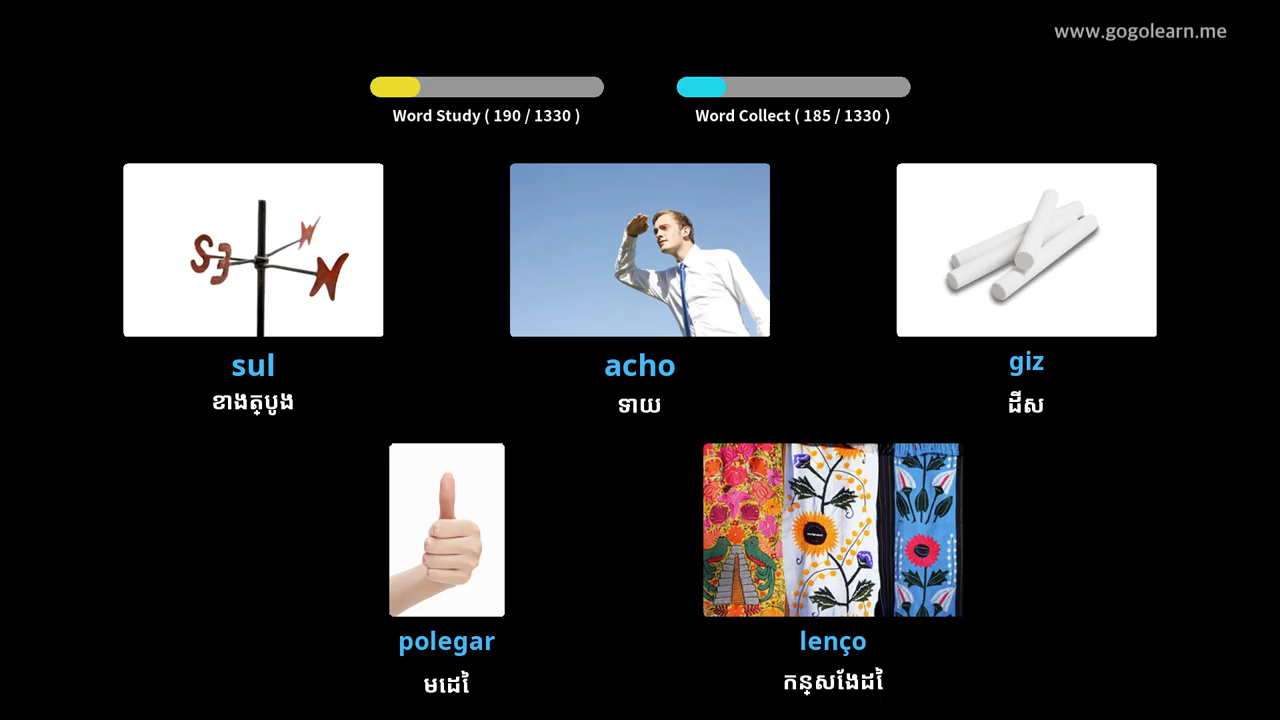 www.gogolearn.me
Word Study ( 190 / 1330 )
Word Collect ( 185 / 1330 )
S E N N
sul
ខាងត្បូង
acho
ទាយ
giz
ដីស
polegar
មេដៃ
lenço
កន្សែងដៃ